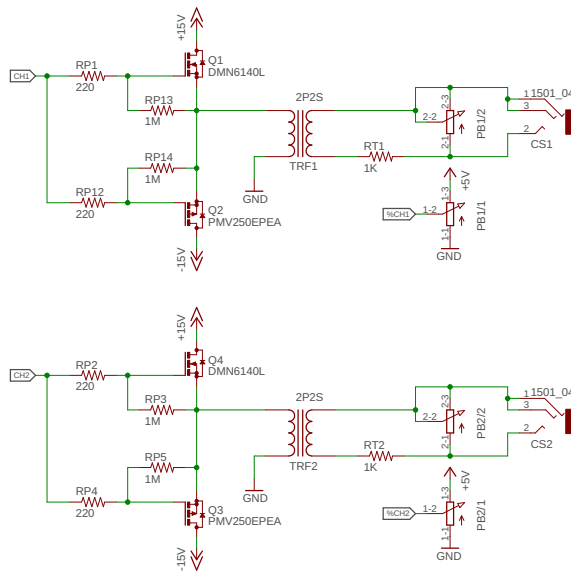 +15V
Q1
DMN6140L
CH1
RP1
220
RP13
1M
2P2S
TRF1
GND
RP14
1M
RP12
220
Q2
PMV250EPEA
-15V
RT1
1K
2-3
2-2
2-1
PB1/2
1
3
2
1501_04
CS1
+5V
%CH1
1-3
1-2
1-1
PB1/1
GND
+15V
Q4
DMN6140L
CH2
RP2
220
RP3
1M
2P2S
TRF2
GND
RP5
1M
RP4
220
Q3
PMV250EPEA
-15V
RT2
1K
2-3
2-2
2-1
PB2/2
1
3
2
1501_04
CS2
+5V
%CH2
1-3
1-2
1-1
PB2/1
GND